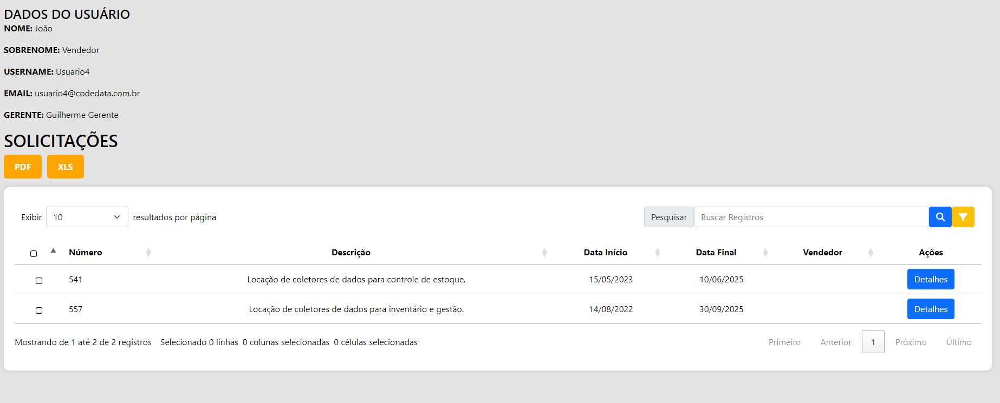 DADOS DO USUÁRIO
NOME: João
SOBRENOME: Vendedor
USERNAME: Usuario4
EMAIL: usuario4@codedata.com.br
GERENTE: Guilherme Gerente
SOLICITAÇÕES
PDF XLS
Exibir 10 resultados por página Pesquisar Buscar Registros
Número Descrição Data Início Data Final Vendedor Ações
541 Locação de coletores de dados para controle de estoque. 15/05/2023 10/06/2025 Detalhes
557 Locação de coletores de dados para inventário e gestão. 14/08/2022 30/09/2025 Detalhes
Mostrando de 1 até 2 de 2 registros Selecionado 0 linhas 0 colunas selecionadas 0 células selecionadas Primeiro Anterior 1 Próximo Último